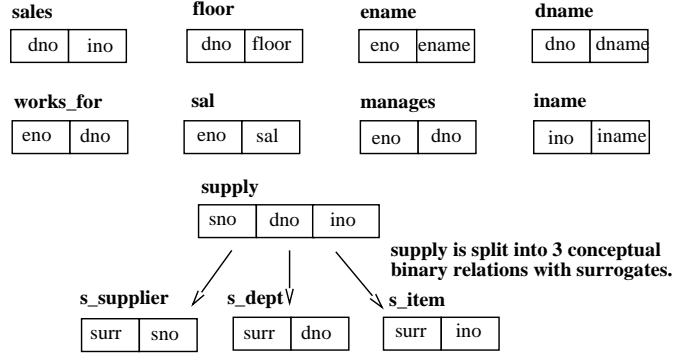 sales floor ename dname
dno ino dno floor eno ename dno dname
works_for sal manages iname
eno dno eno sal eno dno ino iname
supply
sno dno ino
supply is split into 3 conceptual
binary relations with surrogates.
s_supplier s_dept s_item
surr sno surr dno surr ino